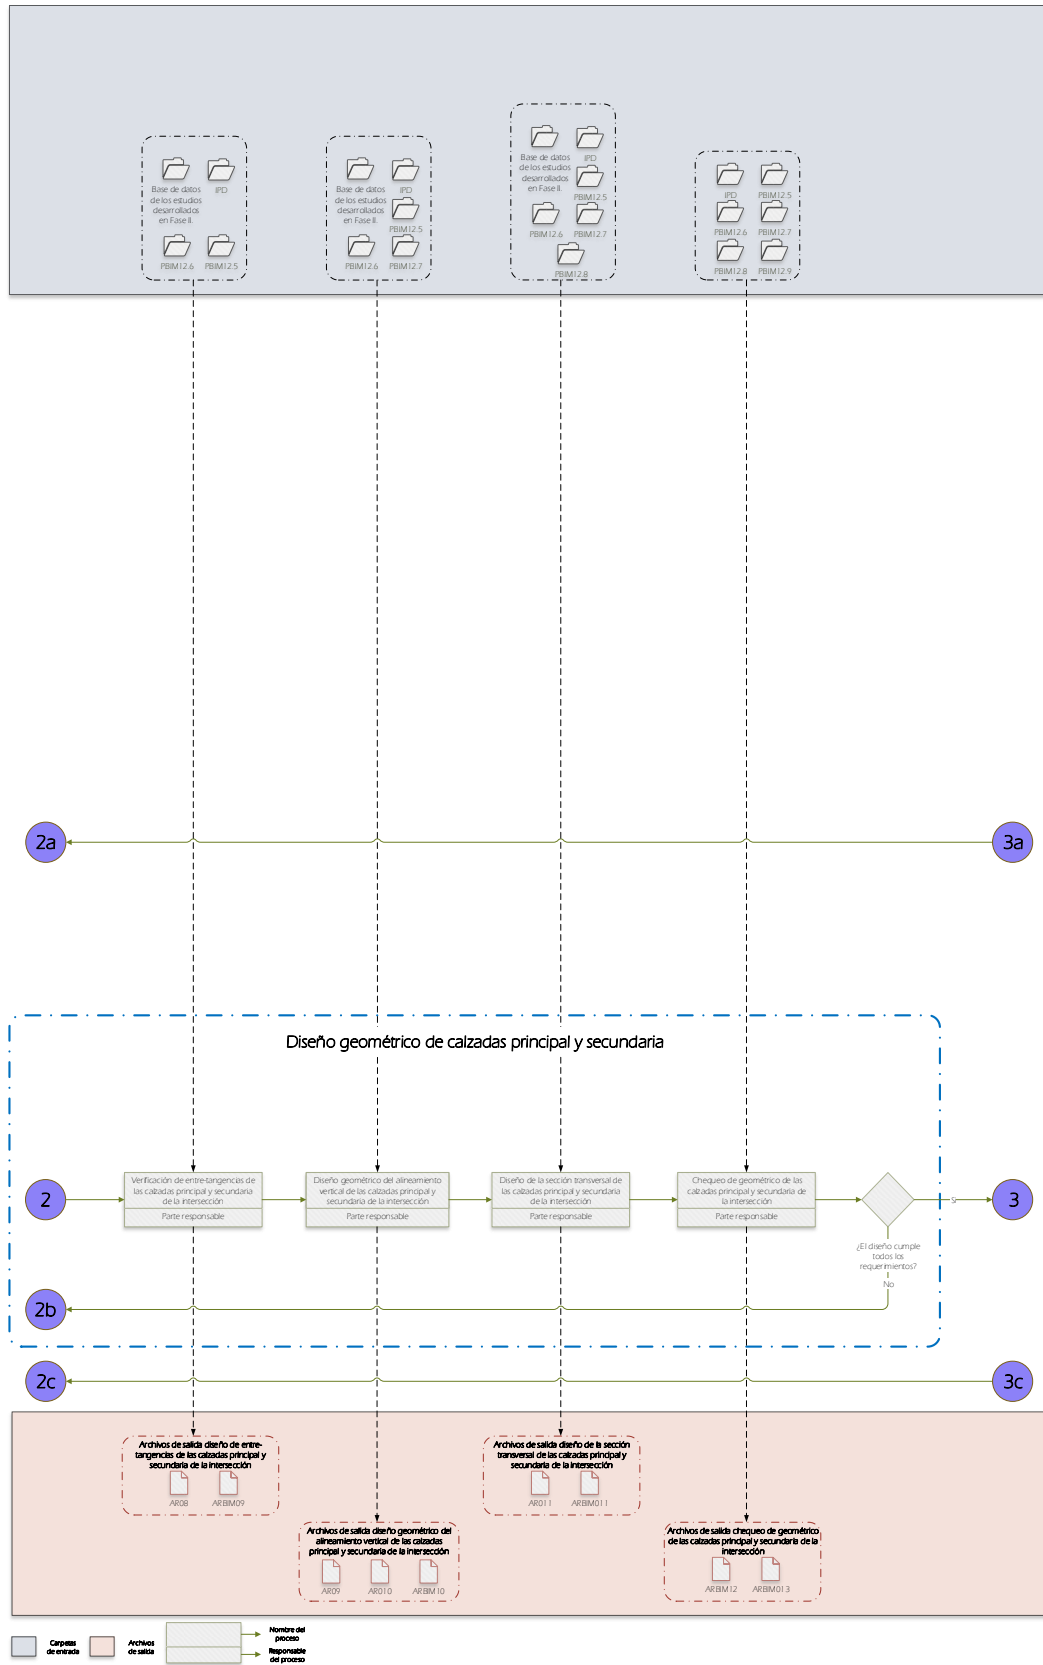 Base de datos
de los estudios
desarrollados
en Fase II.
IPD
PBIM12.6
PBIM12.5
Base de datos
de los estudios
desarrollados
en Fase II.
IPD
PBIM12.5
PBIM12.6
PBIM12.7
Base de datos
de los estudios
desarrollados
en Fase II.
IPD
PBIM12.5
PBIM12.6
PBIM12.7
PBIM12.8
IPD
PBIM12.5
PBIM12.6
PBIM12.7
PBIM12.8
PBIM12.9
2a
3a
Diseño geométrico de calzadas principal y secundaria
2
Verificación de entre-tangencias de
las calzadas principal y secundaria
de la intersección
Parte responsable
Diseño geométrico del alineamiento
vertical de las calzadas principal y
secundaria de la intersección
Parte responsable
Diseño de la sección transversal de
las calzadas principal y secundaria
de la intersección
Parte responsable
Chequeo de geométrico de las
calzadas principal y secundaria de
la intersección
Parte responsable
Si
3
¿El diseño cumple
todos los
requerimientos?
No
2b
2c
3c
Archivos de salida diseño de entre-
tangencias de las calzadas principal y
secundaria de la intersección
AR08
ARBIM09
Archivos de salida diseño de la sección
transversal de las calzadas principal y
secundaria de la intersección
AR011
ARBIM011
Archivos de salida diseño geométrico del
alineamiento vertical de las calzadas
principal y secundaria de la intersección
AR09
AR010
ARBIM10
Archivos de salida chequeo de geométrico
de las calzadas principal y secundaria de la
intersección
ARBIM12
ARBIM013
Carpetas
de entrada
Archivos
de salida
Nombre del
proceso
Responsable
del proceso